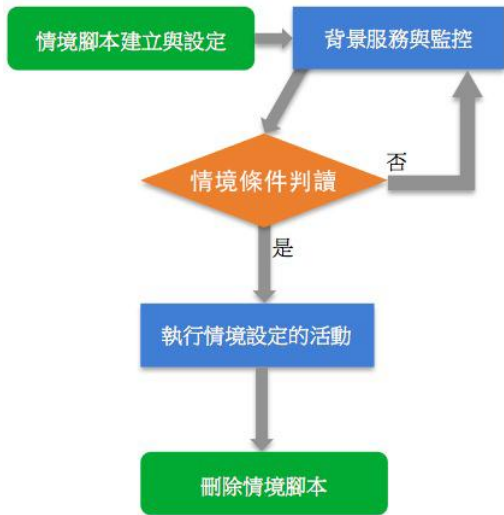 情境腳本建立與設定
背景服務與監控
情境條件判讀
否
是
執行情境設定的活動
刪除情境腳本